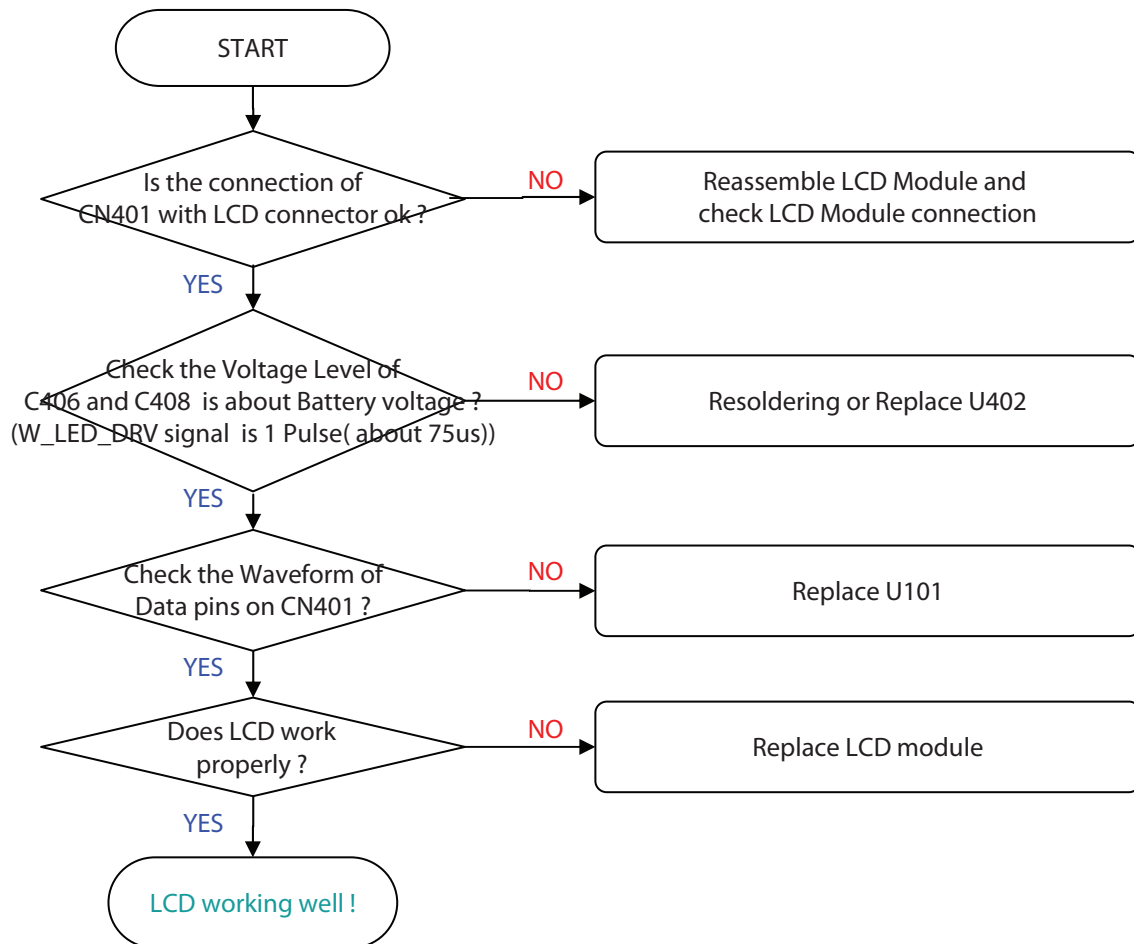 START
Is the connection of
CN401 with LCD connector ok ?
NO
Reassemble LCD Module and
check LCD Module connection
YES
Check the Voltage Level of
C406 and C408  is about Battery voltage ?
(W_LED_DRV signal  is 1 Pulse( about 75us))
NO
Resoldering or Replace U402
YES
Check the Waveform of
Data pins on CN401 ?
NO
Replace U101
YES
Does LCD work
properly ?
NO
Replace LCD module
YES
LCD working well !